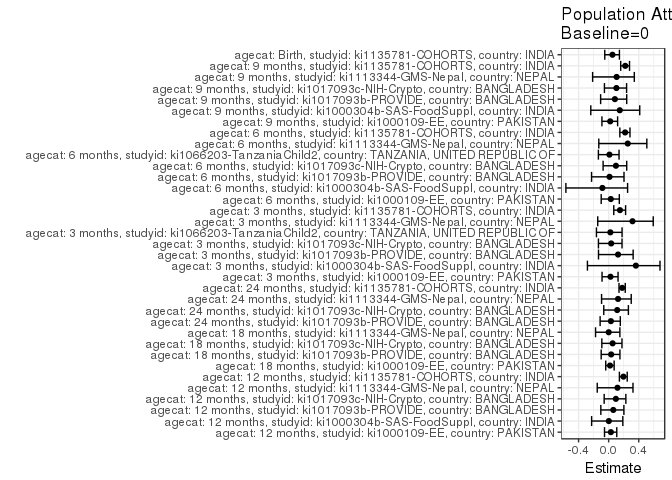 Population Att
Baseline=0
agecat: Birth, studyid: ki1135781-COHORTS, country: INDIA
agecat: 9 months, studyid: ki1135781-COHORTS, country: INDIA
agecat: 9 months, studyid: ki1113344-GMS-Nepal, country: NEPAL
agecat: 9 months, studyid: ki1017093c-NIH-Crypto, country: BANGLADESH
agecat: 9 months, studyid: ki1017093b-PROVIDE, country: BANGLADESH
agecat: 9 months, studyid: ki1000304b-SAS-FoodSuppl, country: INDIA
agecat: 9 months, studyid: ki1000109-EE, country: PAKISTAN
agecat: 6 months, studyid: ki1135781-COHORTS, country: INDIA
agecat: 6 months, studyid: ki1113344-GMS-Nepal, country: NEPAL
agecat: 6 months, studyid: ki1066203-TanzaniaChild2, country: TANZANIA, UNITED REPUBLIC OF
agecat: 6 months, studyid: ki1017093c-NIH-Crypto, country: BANGLADESH
agecat: 6 months, studyid: ki1017093b-PROVIDE, country: BANGLADESH
agecat: 6 months, studyid: ki1000304b-SAS-FoodSuppl, country: INDIA
agecat: 6 months, studyid: ki1000109-EE, country: PAKISTAN
agecat: 3 months, studyid: ki1135781-COHORTS, country: INDIA
agecat: 3 months, studyid: ki1113344-GMS-Nepal, country: NEPAL
agecat: 3 months, studyid: ki1066203-TanzaniaChild2, country: TANZANIA, UNITED REPUBLIC OF
agecat: 3 months, studyid: ki1017093c-NIH-Crypto, country: BANGLADESH
agecat: 3 months, studyid: ki1017093b-PROVIDE, country: BANGLADESH
agecat: 3 months, studyid: ki1000304b-SAS-FoodSuppl, country: INDIA
agecat: 3 months, studyid: ki1000109-EE, country: PAKISTAN
agecat: 24 months, studyid: ki1135781-COHORTS, country: INDIA
agecat: 24 months, studyid: ki1113344-GMS-Nepal, country: NEPAL
agecat: 24 months, studyid: ki1017093c-NIH-Crypto, country: BANGLADESH
agecat: 24 months, studyid: ki1017093b-PROVIDE, country: BANGLADESH
agecat: 18 months, studyid: ki1113344-GMS-Nepal, country: NEPAL
agecat: 18 months, studyid: ki1017093c-NIH-Crypto, country: BANGLADESH
agecat: 18 months, studyid: ki1017093b-PROVIDE, country: BANGLADESH
agecat: 18 months, studyid: ki1000109-EE, country: PAKISTAN
agecat: 12 months, studyid: ki1135781-COHORTS, country: INDIA
agecat: 12 months, studyid: ki1113344-GMS-Nepal, country: NEPAL
agecat: 12 months, studyid: ki1017093c-NIH-Crypto, country: BANGLADESH
agecat: 12 months, studyid: ki1017093b-PROVIDE, country: BANGLADESH
agecat: 12 months, studyid: ki1000304b-SAS-FoodSuppl, country: INDIA
agecat: 12 months, studyid: ki1000109-EE, country: PAKISTAN
-0.4 0.0 0.4
Estimate